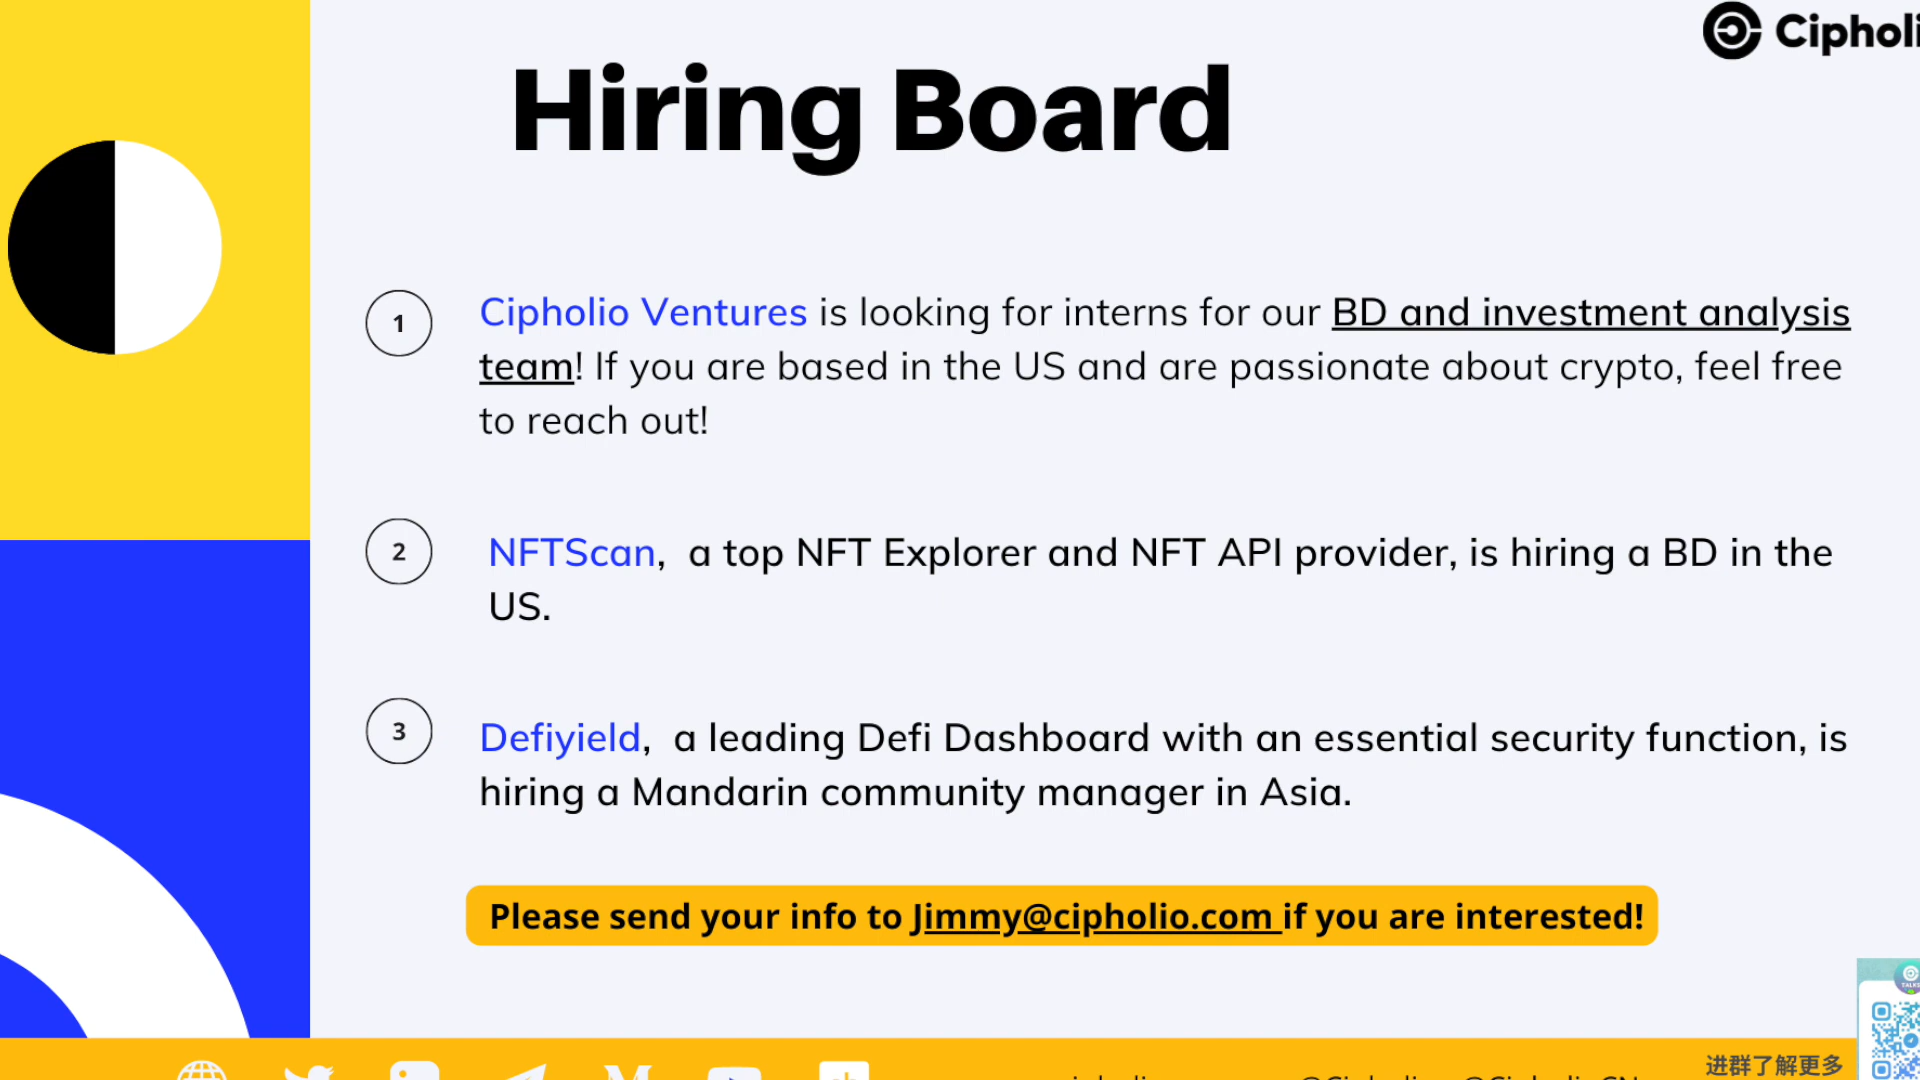 Cipholi
Hiring Board
1
Cipholio Ventures is looking for interns for our BD and investment analysis
team! If you are based in the US and are passionate about crypto, feel free
to reach out!
2
NFTScan, a top NFT Explorer and NFT API provider, is hiring a BD in the
US.
3
Defiyield, a leading Defi Dashboard with an essential security function, is
hiring a Mandarin community manager in Asia.
Please send your info to Jimmy@cipholio.com if you are interested!
TALKS
进群了解更多